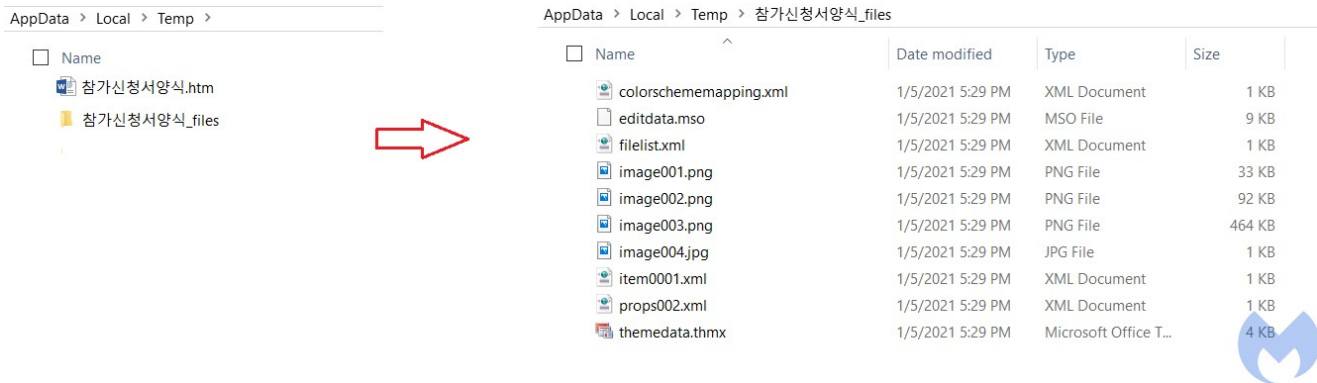 AppData > Local > Temp >
Name
참가신청서양식.htm
참가신청서양식_files
AppData > Local > Temp > 참가신청서양식_files
Name Date modified Type Size
colorschememapping.xml 1/5/2021 5:29 PM XML Document 1 KB
editdata.mso 1/5/2021 5:29 PM MSO File 9 KB
filelist.xml 1/5/2021 5:29 PM XML Document 1 KB
image001.png 1/5/2021 5:29 PM PNG File 33 KB
image002.png 1/5/2021 5:29 PM PNG File 92 KB
image003.png 1/5/2021 5:29 PM PNG File 464 KB
image004.jpg 1/5/2021 5:29 PM JPG File 1 KB
item0001.xml 1/5/2021 5:29 PM XML Document 1 KB
props002.xml 1/5/2021 5:29 PM XML Document 1 KB
themedata.thmx 1/5/2021 5:29 PM Microsoft Office T... 4 KB